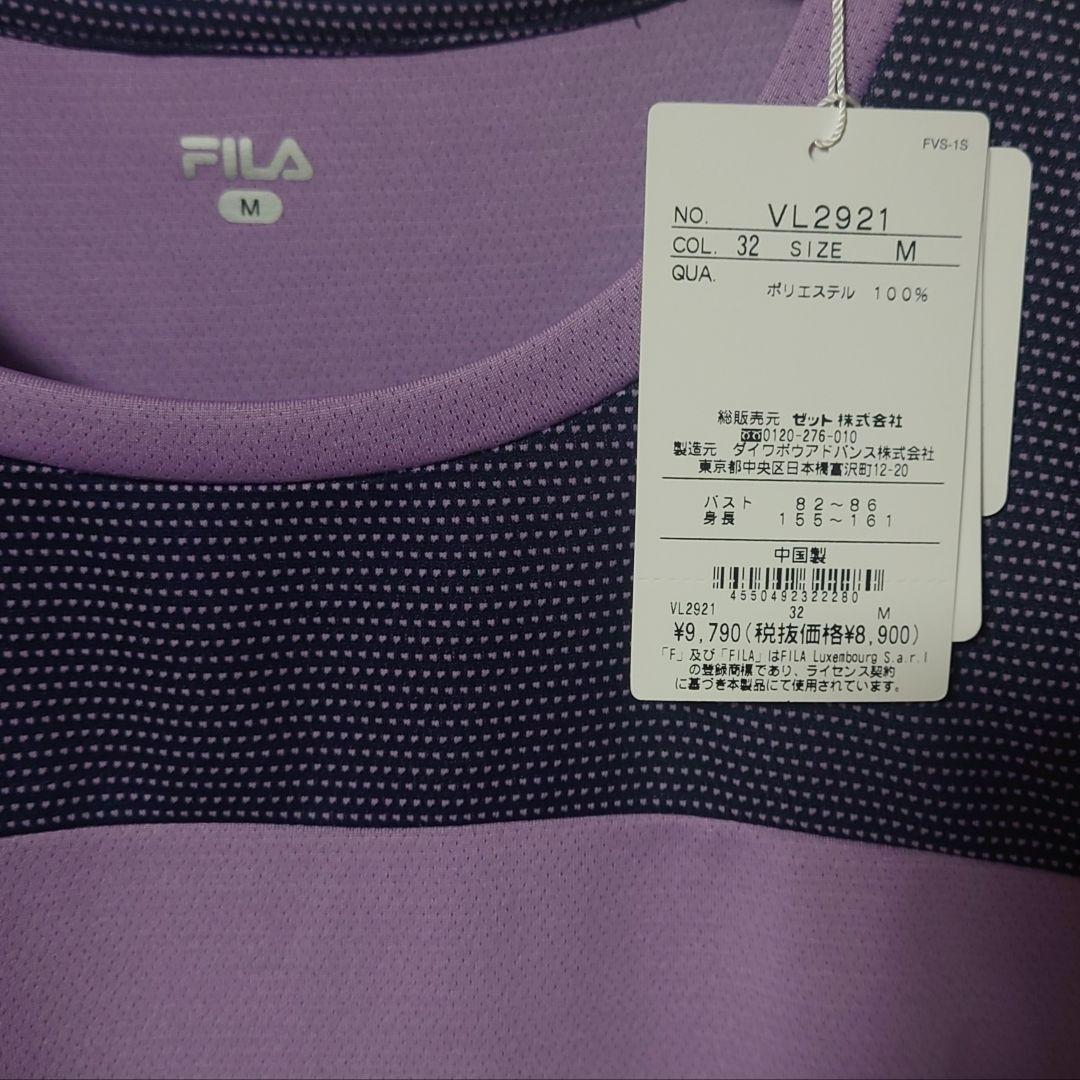 FILA
M
FVS-1S
NO. VL2921
COL. 32 SIZE M
QUA.
ポリエステル 100%
総販売元 ゼット株式会社
0120-276-010
製造元 ダイワボウアドバンス株式会社
東京都中央区日本橋富沢町12-20
バスト 82～86
身長 155～161
中国製
4550492322280
VL2921 32 M
¥9,790(税抜価格¥8,900)
「F」及び「FILA」はFILA Luxembourg S.a.r.l
の登録商標であり、ライセンス契約
に基づき本製品にて使用されています。